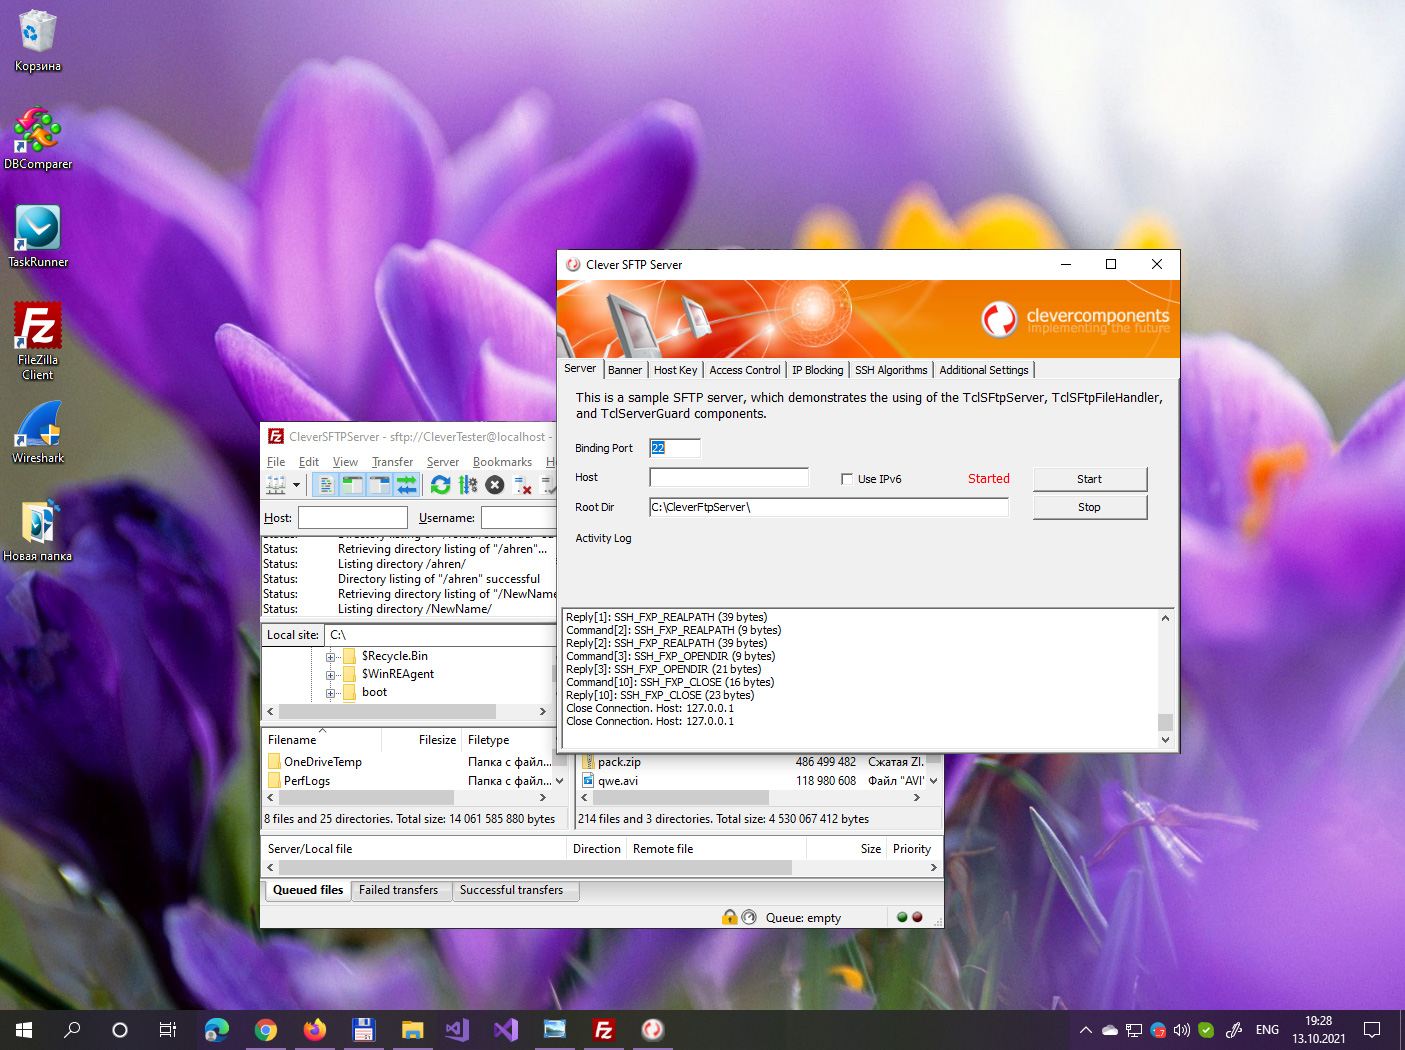 Корзина
DBComparer
TaskRunner
FileZilla
Client
Wireshark
Новая папка
Clever SFTP Server
clevercomponents
implementing the future
Server Banner Host Key Access Control IP Blocking SSH Algorithms Additional Settings
This is a sample SFTP server, which demonstrates the using of the TclSFtpServer, TclSFtpFileHandler,
and TclServerGuard components.
Binding Port 22
Host Use IPv6 Started Start
Root Dir C:\CleverFtpServer\ Stop
Activity Log
Reply[1]: SSH_FXP_REALPATH (39 bytes)
Command[2]: SSH_FXP_REALPATH (9 bytes)
Reply[2]: SSH_FXP_REALPATH (39 bytes)
Command[3]: SSH_FXP_OPENDIR (9 bytes)
Reply[3]: SSH_FXP_OPENDIR (21 bytes)
Command[10]: SSH_FXP_CLOSE (16 bytes)
Reply[10]: SSH_FXP_CLOSE (23 bytes)
Close Connection. Host: 127.0.0.1
Close Connection. Host: 127.0.0.1
CleverSFTPServer - sftp://CleverTester@localhost -
File Edit View Transfer Server Bookmarks H
Host: Username:
Status: Retrieving directory listing of "/ahren"...
Status: Listing directory /ahren/
Status: Directory listing of "/ahren" successful
Status: Retrieving directory listing of "/NewName
Status: Listing directory /NewName/
Local site: C:\
$Recycle.Bin
$WinREAgent
boot
Filename Filesize Filetype
OneDriveTemp Папка с файл...
PerfLogs Папка с файл...
pack.zip 486 499 482 Сжатая ZI.
qwe.avi 118 980 608 Файл "AVI"
8 files and 25 directories. Total size: 14 061 585 880 bytes
214 files and 3 directories. Total size: 4 530 067 412 bytes
Server/Local file Direction Remote file Size Priority
Queued files Failed transfers Successful transfers
Queue: empty
ENG
19:28
13.10.2021